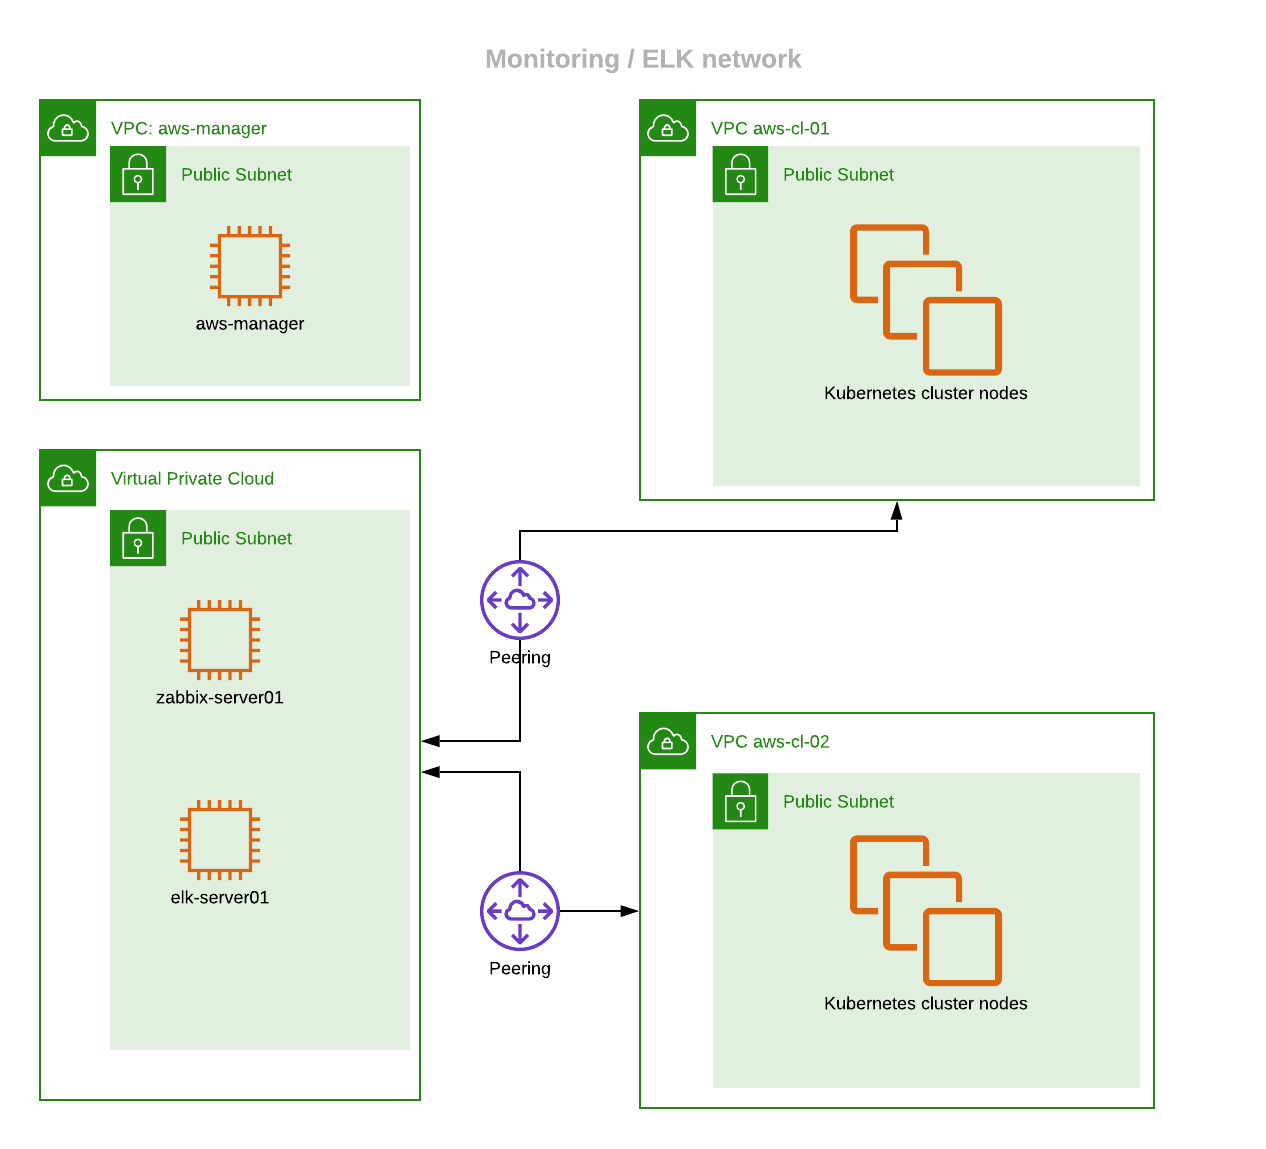 Monitoring / ELK network
VPC: aws-manager
Public Subnet
aws-manager
VPC aws-cl-01
Public Subnet
Kubernetes cluster nodes
Virtual Private Cloud
Public Subnet
zabbix-server01
elk-server01
Peering
Peering
VPC aws-cl-02
Public Subnet
Kubernetes cluster nodes